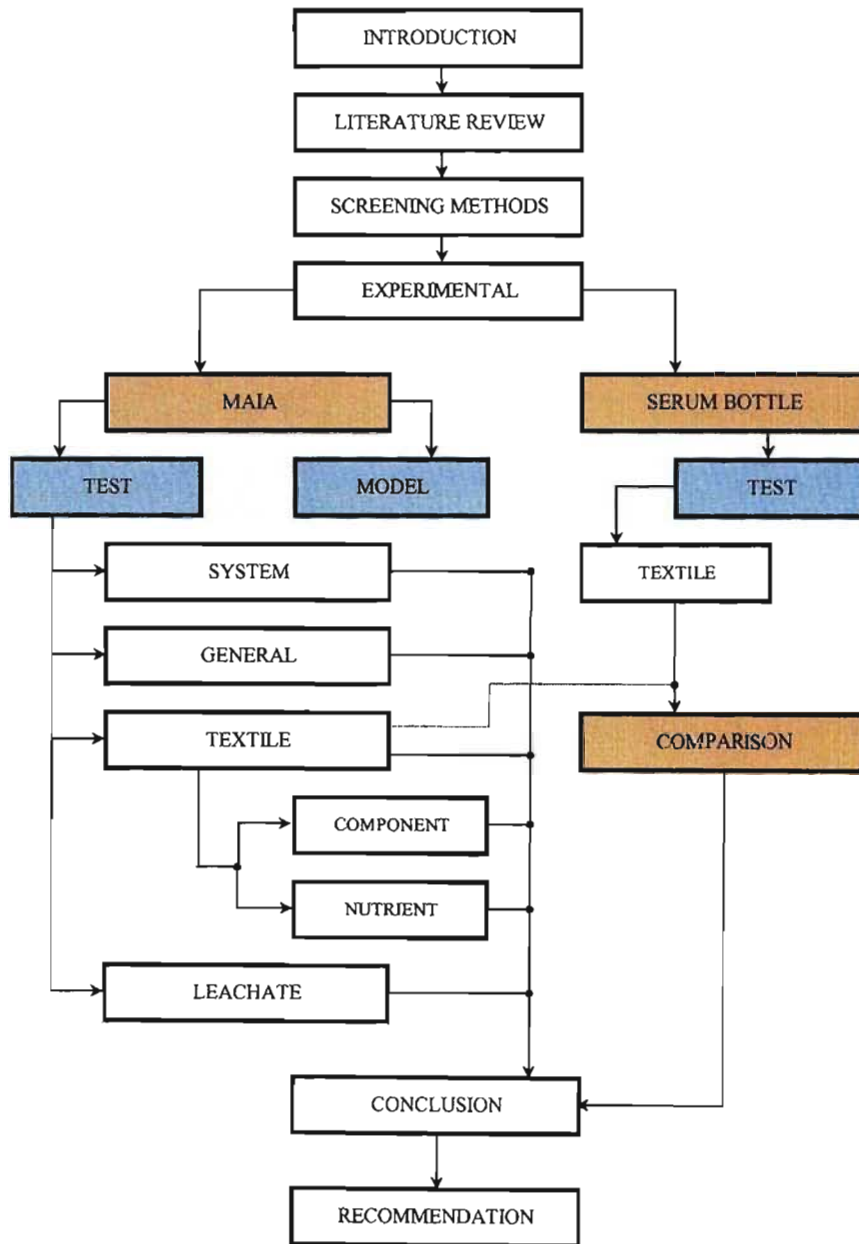 INTRODUCTION
LITERATURE REVIEW
SCREENING METHODS
EXPERIMENTAL
MAIA
SERUM BOTTLE
TEST
MODEL
TEST
SYSTEM
TEXTILE
GENERAL
TEXTILE
COMPARISON
COMPONENT
NUTRIENT
LEACHATE
CONCLUSION
RECOMMENDATION